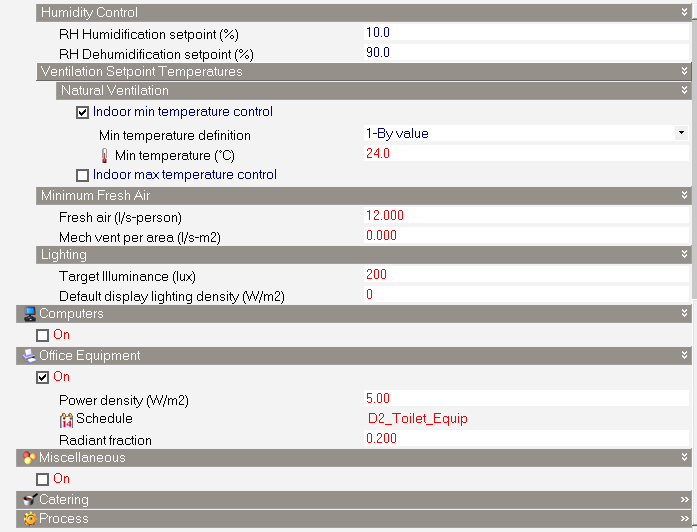 Humidity Control
RH Humidification setpoint (%) 10.0
RH Dehumidification setpoint (%) 90.0
Ventilation Setpoint Temperatures
Natural Ventilation
Indoor min temperature control
Min temperature definition 1-By value
Min temperature (°C) 24.0
Indoor max temperature control
Minimum Fresh Air
Fresh air (l/s-person) 12.000
Mech vent per area (l/s-m2) 0.000
Lighting
Target Illuminance (lux) 200
Default display lighting density (W/m2) 0
Computers
On
Office Equipment
On
Power density (W/m2) 5.00
Schedule D2_Toilet_Equip
Radiant fraction 0.200
Miscellaneous
On
Catering
Process